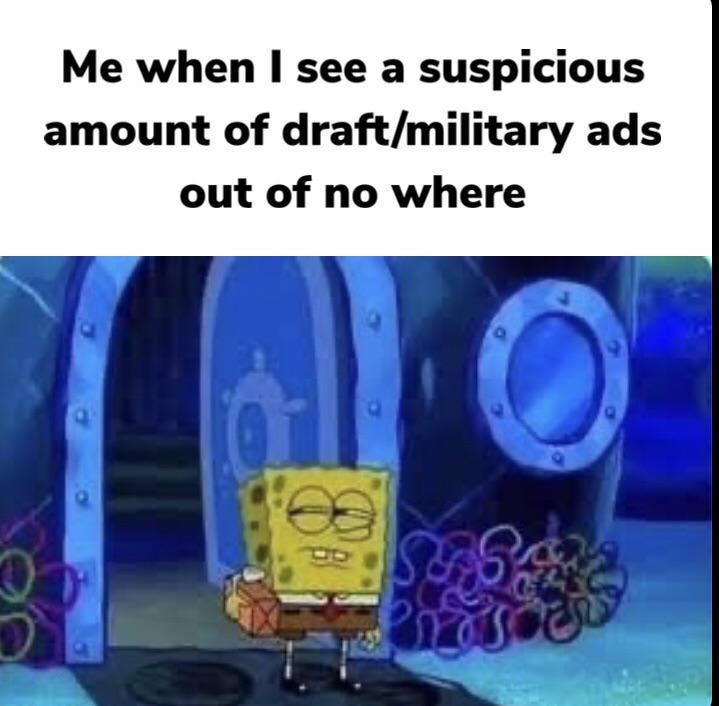 Me when I see a suspicious
amount of draft/military ads
out of no where